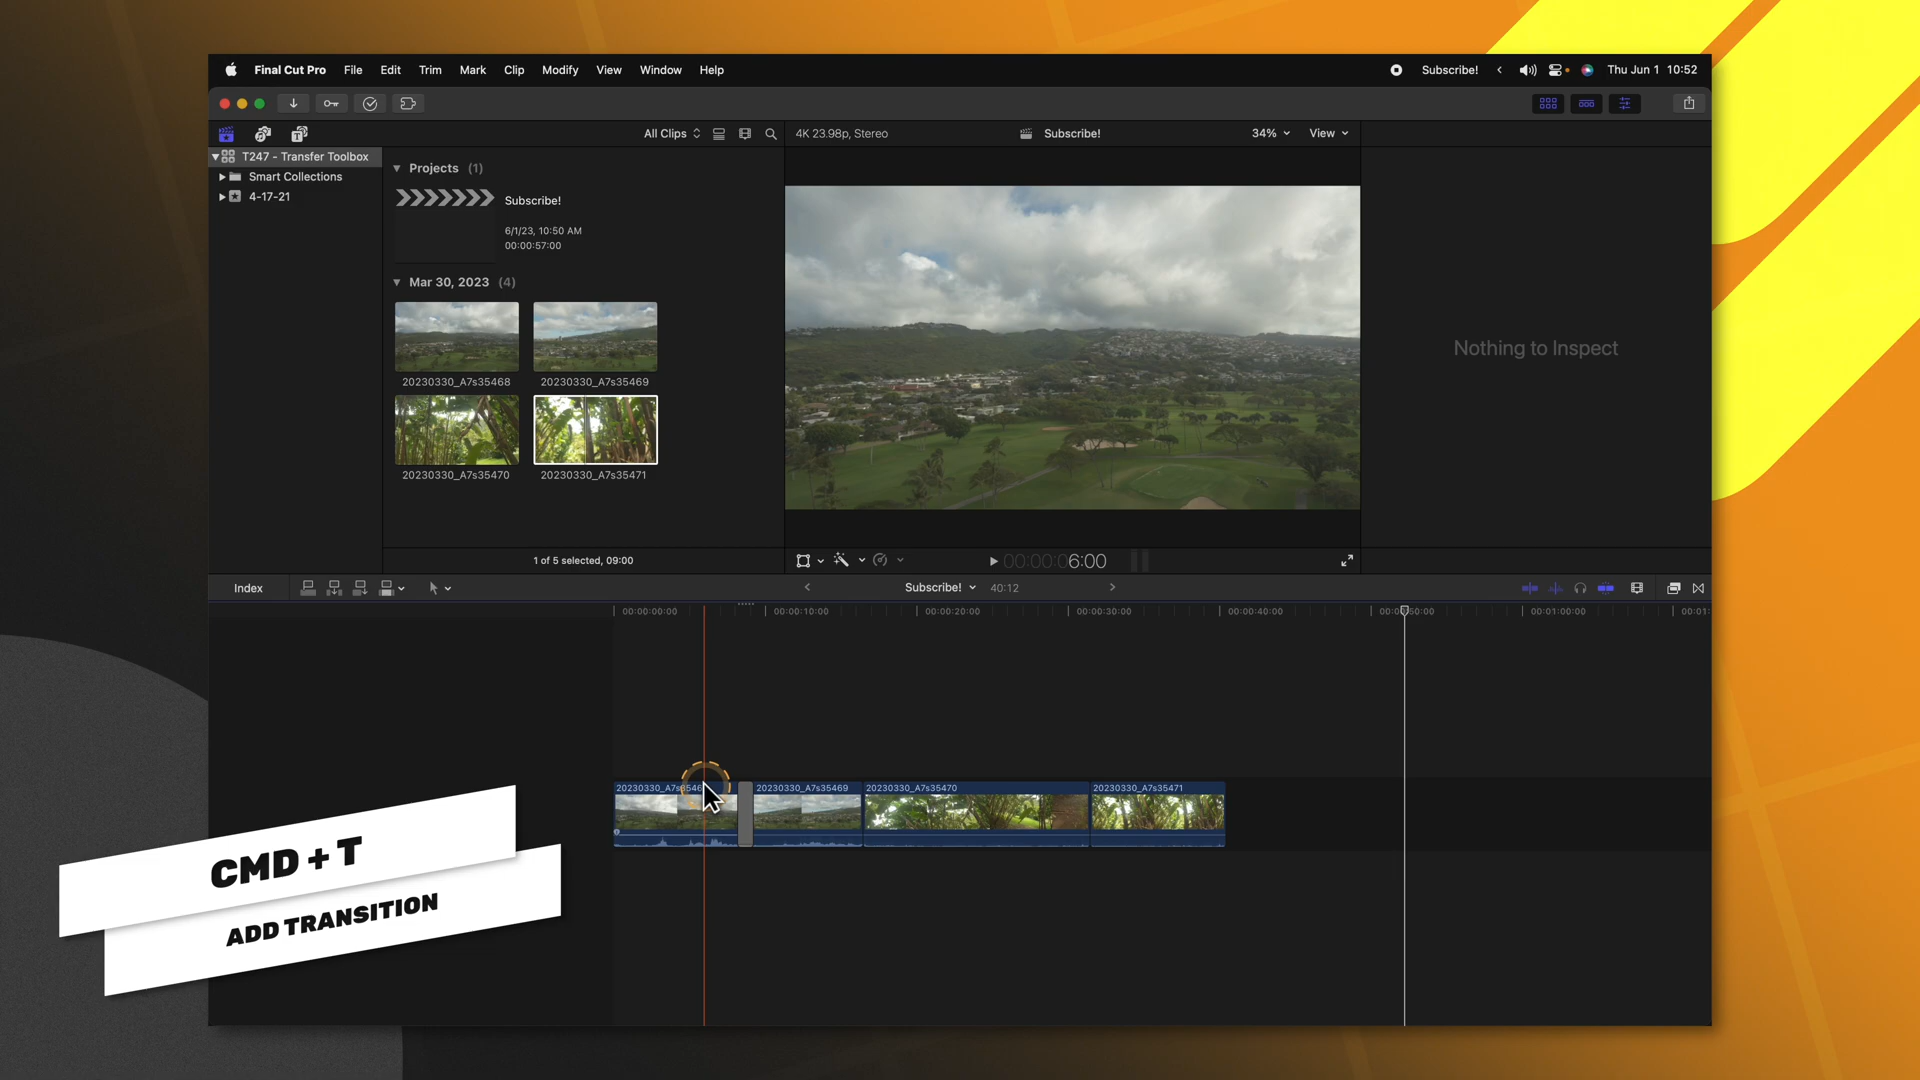 Final Cut Pro File Edit Trim Mark Clip Modify View Window Help
Subscribe! Thu Jun 1 10:52
All Clips
4K 23.98p, Stereo
Subscribe!
34% View
T247 - Transfer Toolbox
Smart Collections
4-17-21
Projects (1)
Subscribe!
6/1/23, 10:50 AM
00:00:57:00
Mar 30, 2023 (4)
20230330_A7s35468
20230330_A7s35469
20230330_A7s35470
20230330_A7s35471
1 of 5 selected, 09:00
00:00:06:00
Nothing to Inspect
Index
Subscribe! 40:12
00:00:00:00
00:00:10:00
00:00:20:00
00:00:30:00
00:00:40:00
00:00:50:00
00:01:00:00
00:01:
20230330_A7s3546
20230330_A7s35469
20230330_A7s35470
20230330_A7s35471
CMD + T
ADD TRANSITION